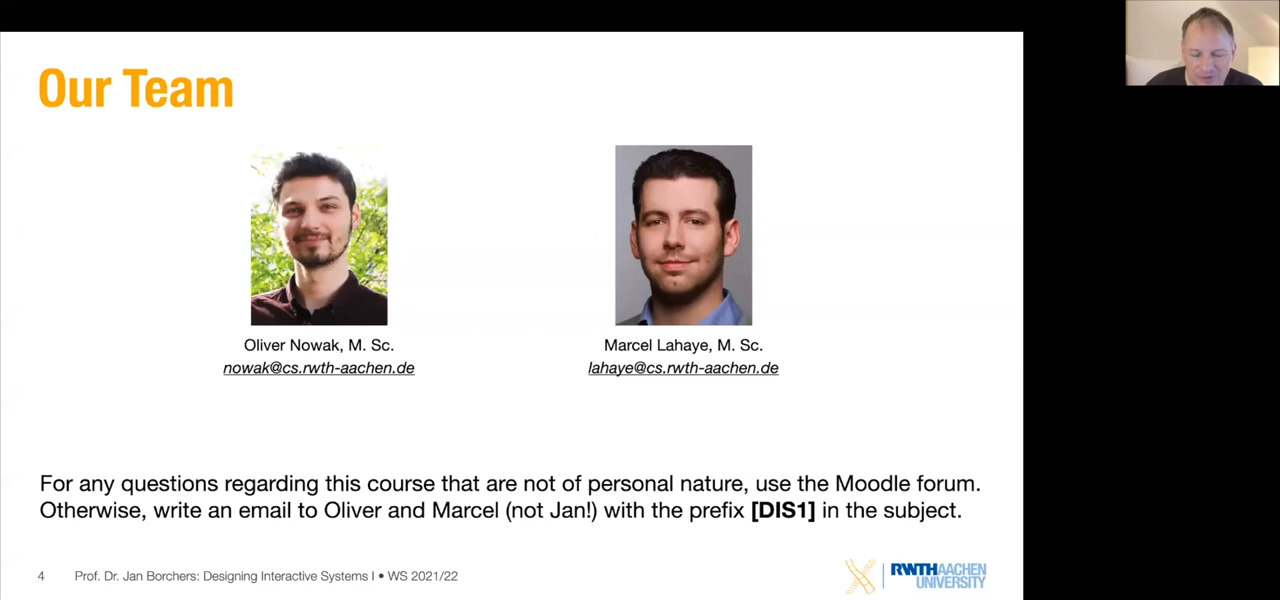 Our Team
Oliver Nowak, M. Sc.
nowak@cs.rwth-aachen.de
Marcel Lahaye, M. Sc.
lahaye@cs.rwth-aachen.de
For any questions regarding this course that are not of personal nature, use the Moodle forum.
Otherwise, write an email to Oliver and Marcel (not Jan!) with the prefix [DIS1] in the subject.
4 Prof. Dr. Jan Borchers: Designing Interactive Systems I • WS 2021/22
RWTHAACHEN
UNIVERSITY